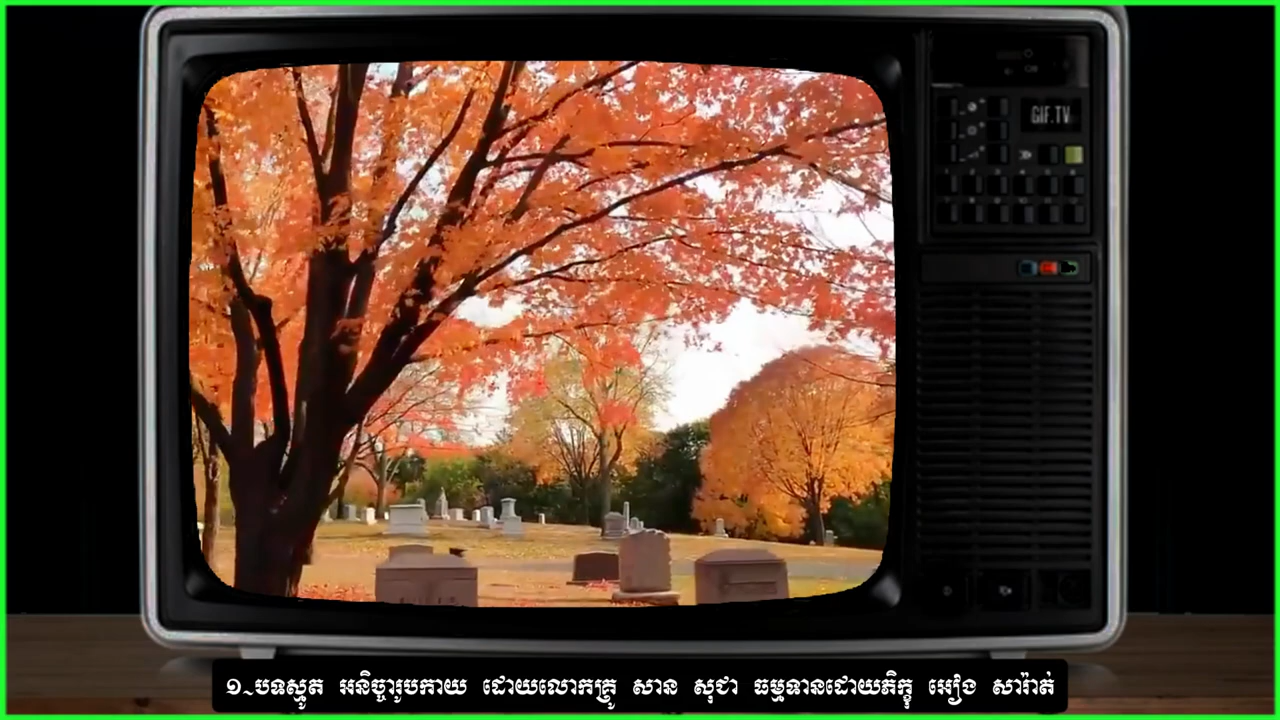 GIF.TV
១~បទស្មូត អនិច្ចារូបកាយ ដោយលោកគ្រូ សាន សុជា ធម្មទានដោយភិក្ខុ អៀង សារ៉ាត់